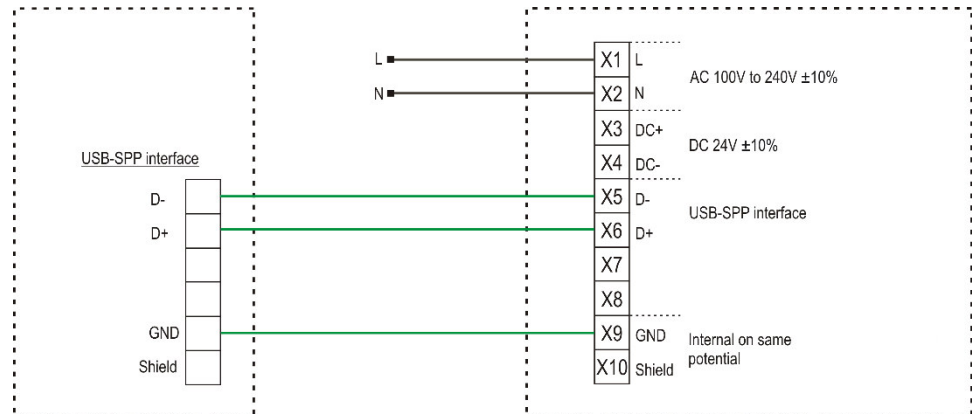 L
N
USB-SPP interface
D-
D+
GND
Shield
X1 L
X2 N
AC 100V to 240V ±10%
X3 DC+
X4 DC-
DC 24V ±10%
X5 D-
X6 D+
USB-SPP interface
X7
X8
X9 GND
X10 Shield
Internal on same
potential